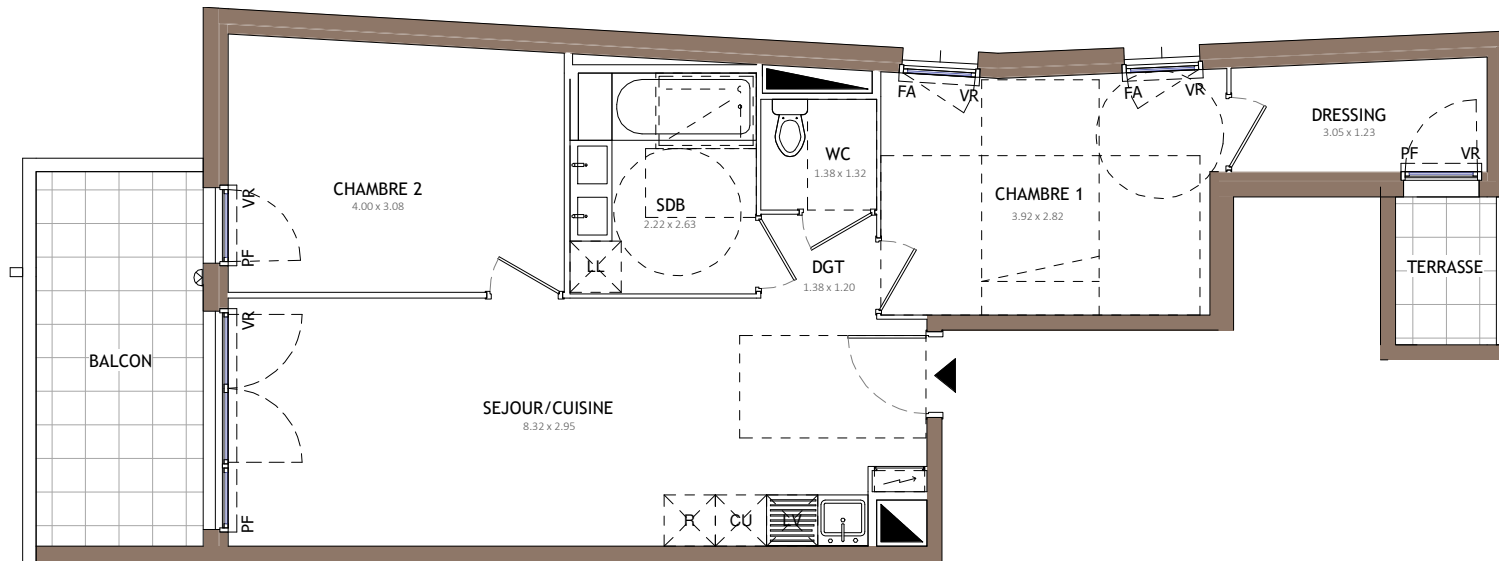 FA
VR
FA
VR
DRESSING
3.05 x 1.23
PF
VR
WC
1.38 x 1.32
CHAMBRE 2
4.00 x 3.08
VR
PF
SDB
2.22 x 2.63
CHAMBRE 1
3.92 x 2.82
LL
DGT
1.38 x 1.20
TERRASSE
VR
BALCON
SEJOUR/CUISINE
8.32 x 2.95
PF
R
CU
LV